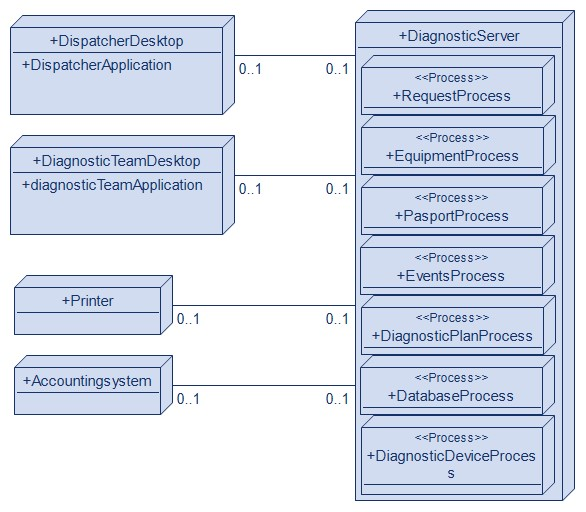 +DispatcherDesktop
+DispatcherApplication
0..1
0..1
+DiagnosticTeamDesktop
+diagnosticTeamApplication
0..1
0..1
+Printer
0..1
0..1
+Accountingsystem
0..1
0..1
+DiagnosticServer
<<Process>>
+RequestProcess
<<Process>>
+EquipmentProcess
<<Process>>
+PasportProcess
<<Process>>
+EventsProcess
<<Process>>
+DiagnosticPlanProcess
<<Process>>
+DatabaseProcess
<<Process>>
+DiagnosticDeviceProces
s